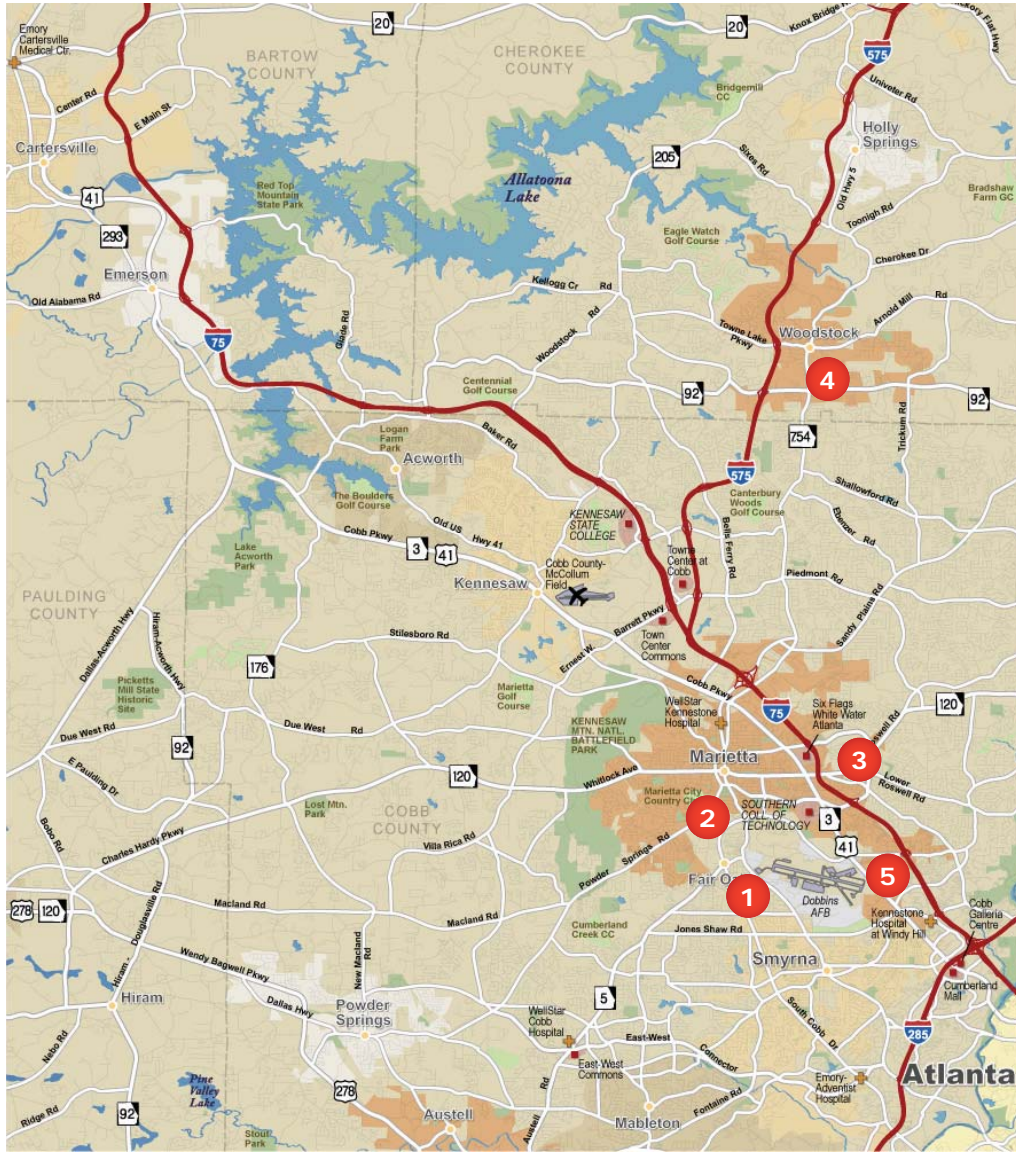 Emory
Cartersville
Medical Ctr.
20
20
Knox Bridge
Hickory Flat Hwy
575
BARTOW
COUNTY
CHEROKEE
COUNTY
Bridgemill
CC
Univeter Rd
Center Rd
E Main St
Holly
Springs
Cartersville
205
Sixes Rd
Old Hwy 5
Red Top
Mountain
State Park
Allatoona
Lake
Bradshaw
Farm GC
41
293
Toonigh Rd
Eagle Watch
Golf Course
Cherokee Dr
Emerson
Old Alabama Rd
Kellogg Cr Rd
Arnold Mill Rd
75
Glade Rd
Woodstock Rd
Towne Lake
Pkwy
Woodstock
4
Centennial
Golf Course
92
92
Trickum Rd
Logan
Farm
Park
Baker Rd
754
Acworth
575
The Boulders
Golf Course
Canterbury
Woods
Golf Course
Shallowford Rd
KENNESAW
STATE
COLLEGE
Old US Hwy 41
Cobb Pkwy
3
41
Bells Ferry Rd
Ebenzer Rd
Lake
Acworth
Park
Towne
Center at
Cobb
Cobb County-
McCollum
Field
Kennesaw
Piedmont Rd
PAULDING
COUNTY
Dallas-Acworth Hwy
Hiram-Acworth Hwy
Barrett Pkwy
Sandy Plains Rd
Stilesboro Rd
Town
Center
Commons
Ernest W.
176
Picketts
Mill State
Historic
Site
Marietta
Golf
Course
Cobb Pkwy
WellStar
Kennestone
Hospital
75
Six Flags
White Water
Atlanta
120
Due West Rd
Due West Rd
92
KENNESAW
MTN. NATL.
BATTLEFIELD
PARK
Marietta
3
Lower
Roswell Rd
E Paulding Dr
120
Whitlock Ave
Lost Mtn.
Park
COBB
COUNTY
Marietta City
Country
2
SOUTHERN
COLL. OF
TECHNOLOGY
3
41
Bobo Rd
Charles Hardy Pkwy
Villa Rica Rd
Powder Springs Rd
Fair
1
5
Dobbins
AFB
278
120
Macland Rd
Macland Rd
Hiram - Douglasville Rd
Cumberland
Creek CC
Kennestone
Hospital
at Windy Hill
Cobb
Galleria
Centre
Jones Shaw Rd
New Macland Rd
Wendy Bagwell Pkwy
Smyrna
Cumberland
Mall
Hiram
Dallas Hwy
Powder
Springs
5
South Cobb Dr
WellStar
Cobb
Hospital
East-West
Connector
285
Nebo Rd
East-West
Commons
Emory-
Adventist
Hospital
Atlanta
Pine
Valley
Lake
278
Ridge Rd
92
Austell
Austell Rd
Fontaine Rd
Mableton
Stout
Park